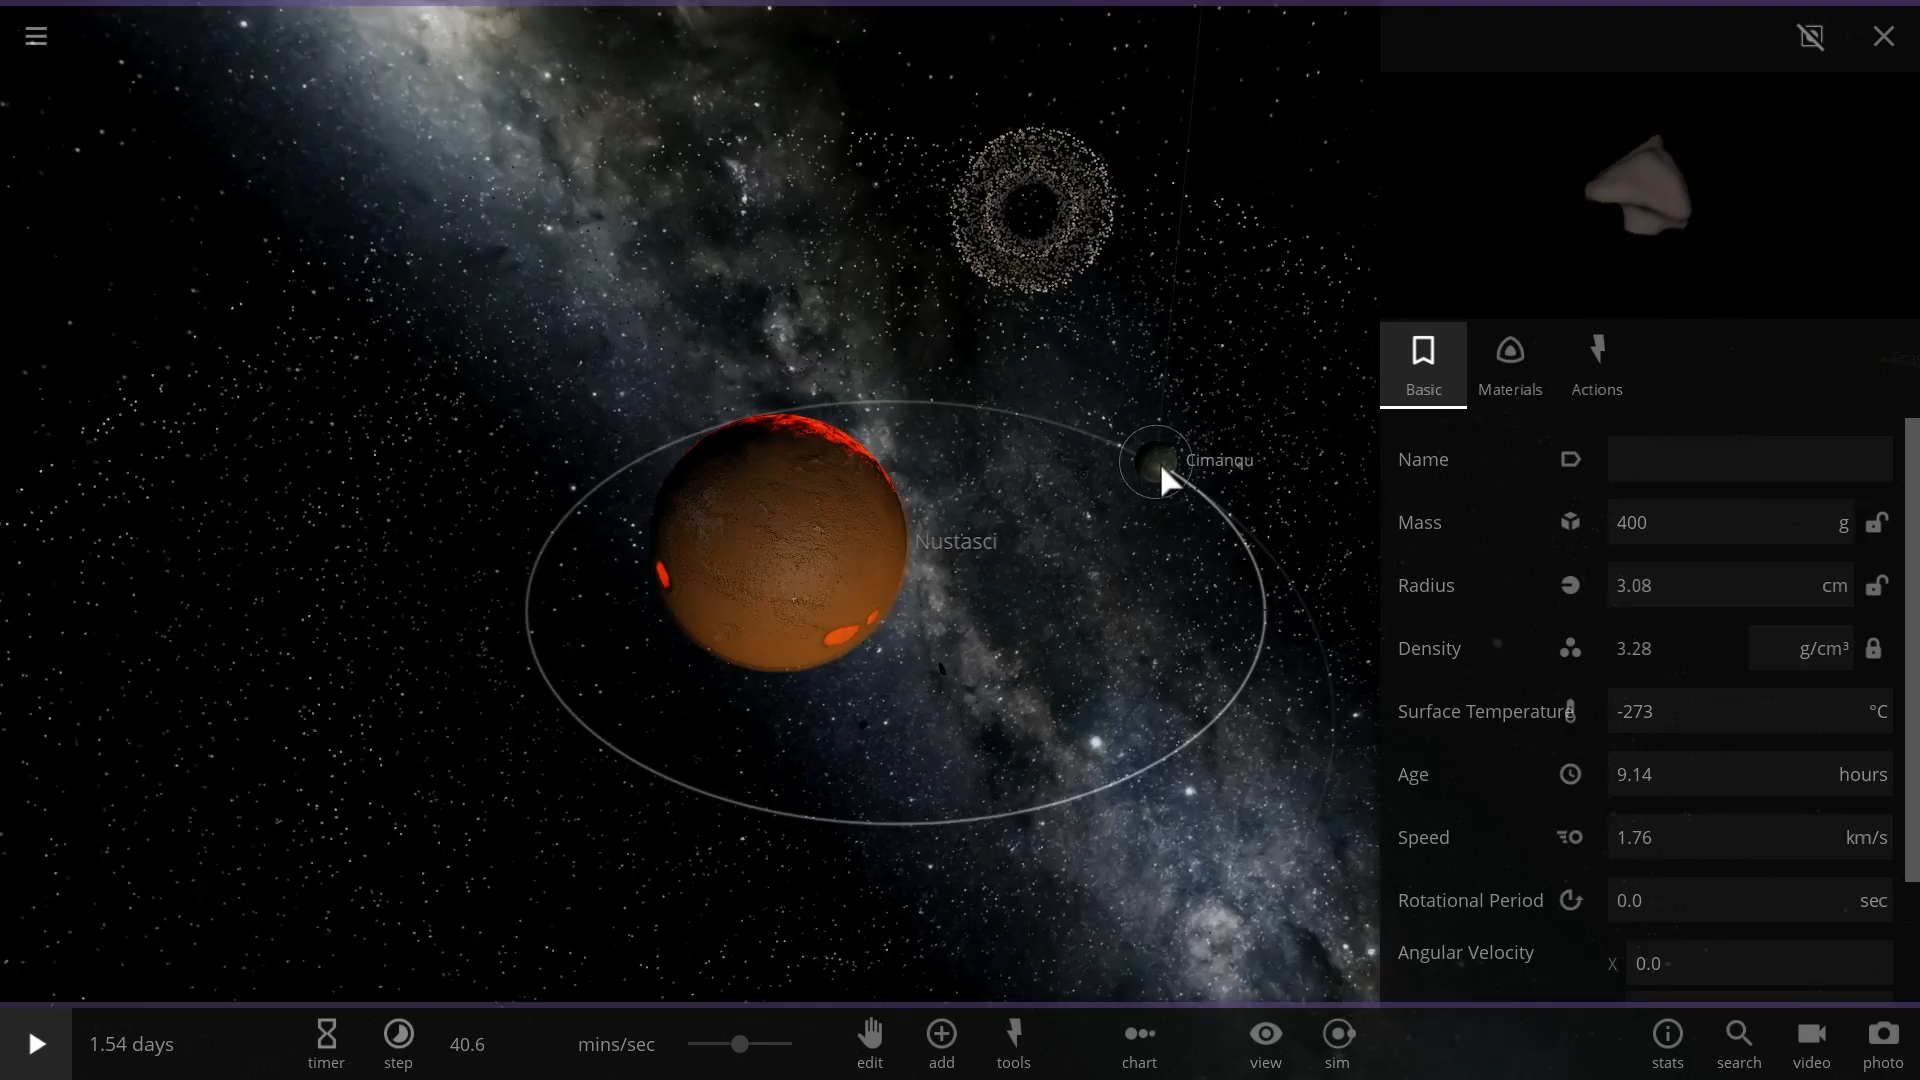 Cimanqu
Nustasci
Basic
Materials
Actions
Name
Mass 400 g
Radius 3.08 cm
Density 3.28 g/cm³
Surface Temperature -273 °C
Age 9.14 hours
Speed 1.76 km/s
Rotational Period 0.0 sec
Angular Velocity X 0.0
1.54 days
timer
step
40.6 mins/sec
edit
add
tools
chart
view
sim
stats
search
video
photo